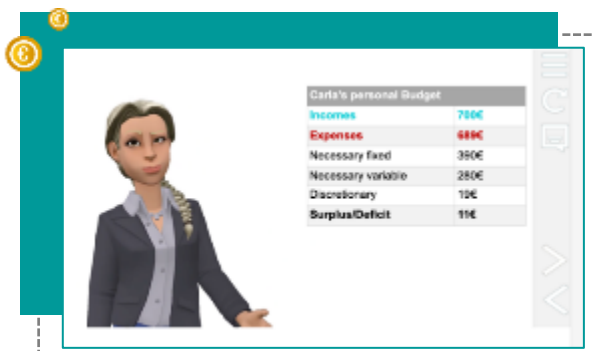 Carla's personal Budget
Incomes 700€
Expenses 689€
Necessary fixed 390€
Necessary variable 280€
Discretionary 19€
Surplus/Deficit 11€